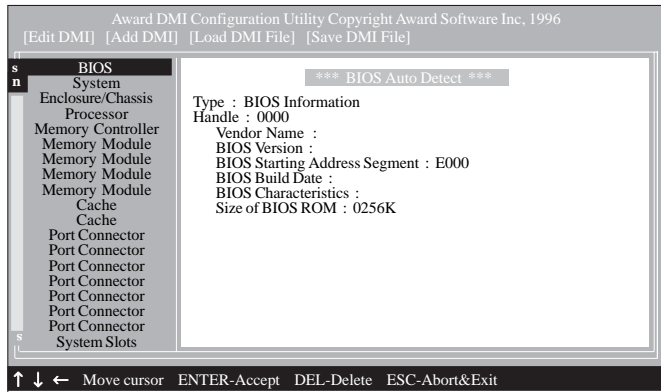 Award DMI Configuration Utility Copyright Award Software Inc, 1996
[Edit DMI] [Add DMI] [Load DMI File] [Save DMI File]
s
n
BIOS
System
Enclosure/Chassis
Processor
Memory Controller
Memory Module
Memory Module
Memory Module
Memory Module
Cache
Cache
Port Connector
Port Connector
Port Connector
Port Connector
Port Connector
Port Connector
Port Connector
System Slots
s
*** BIOS Auto Detect ***
Type : BIOS Information
Handle : 0000
Vendor Name :
BIOS Version :
BIOS Starting Address Segment : E000
BIOS Build Date :
BIOS Characteristics :
Size of BIOS ROM : 0256K
↑ ↓ ← Move cursor ENTER-Accept DEL-Delete ESC-Abort&Exit